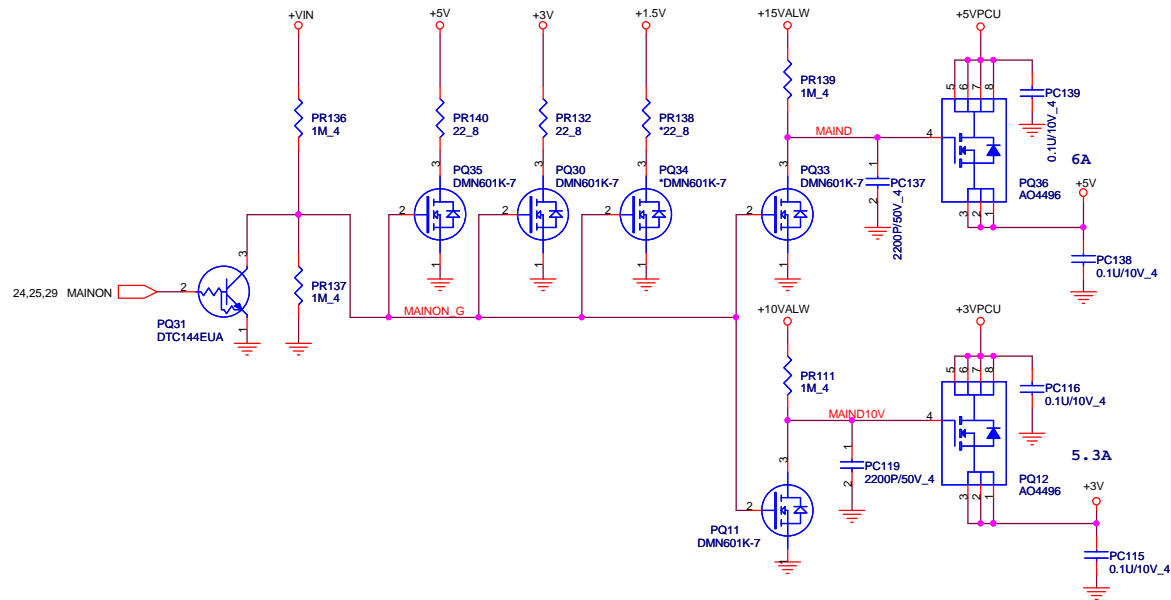 +VIN
+5V
+3V
+1.5V
+15VALW
+5VPCU
PR136
1M_4
PR140
22_8
PR132
22_8
PR138
*22_8
PR139
1M_4
5
6
7
8
PC139
0.1U/10V_4
3
PQ35
DMN601K-7
2
1
3
PQ30
DMN601K-7
2
1
3
PQ34
*DMN601K-7
2
1
MAIND
3
PQ33
DMN601K-7
2
1
1
PC137
2
2200P/50V_4
4
6A
PQ36
AO4496
3
2
1
+5V
PC138
0.1U/10V_4
3
24,25,29 MAINON
2
PQ31
DTC144EUA
1
PR137
1M_4
MAINON_G
+10VALW
+3VPCU
PR111
1M_4
5
6
7
8
PC116
0.1U/10V_4
MAIND10V
4
1
PC119
2200P/50V_4
2
5.3A
PQ12
AO4496
3
2
1
+3V
3
2
PQ11
DMN601K-7
1
PC115
0.1U/10V_4